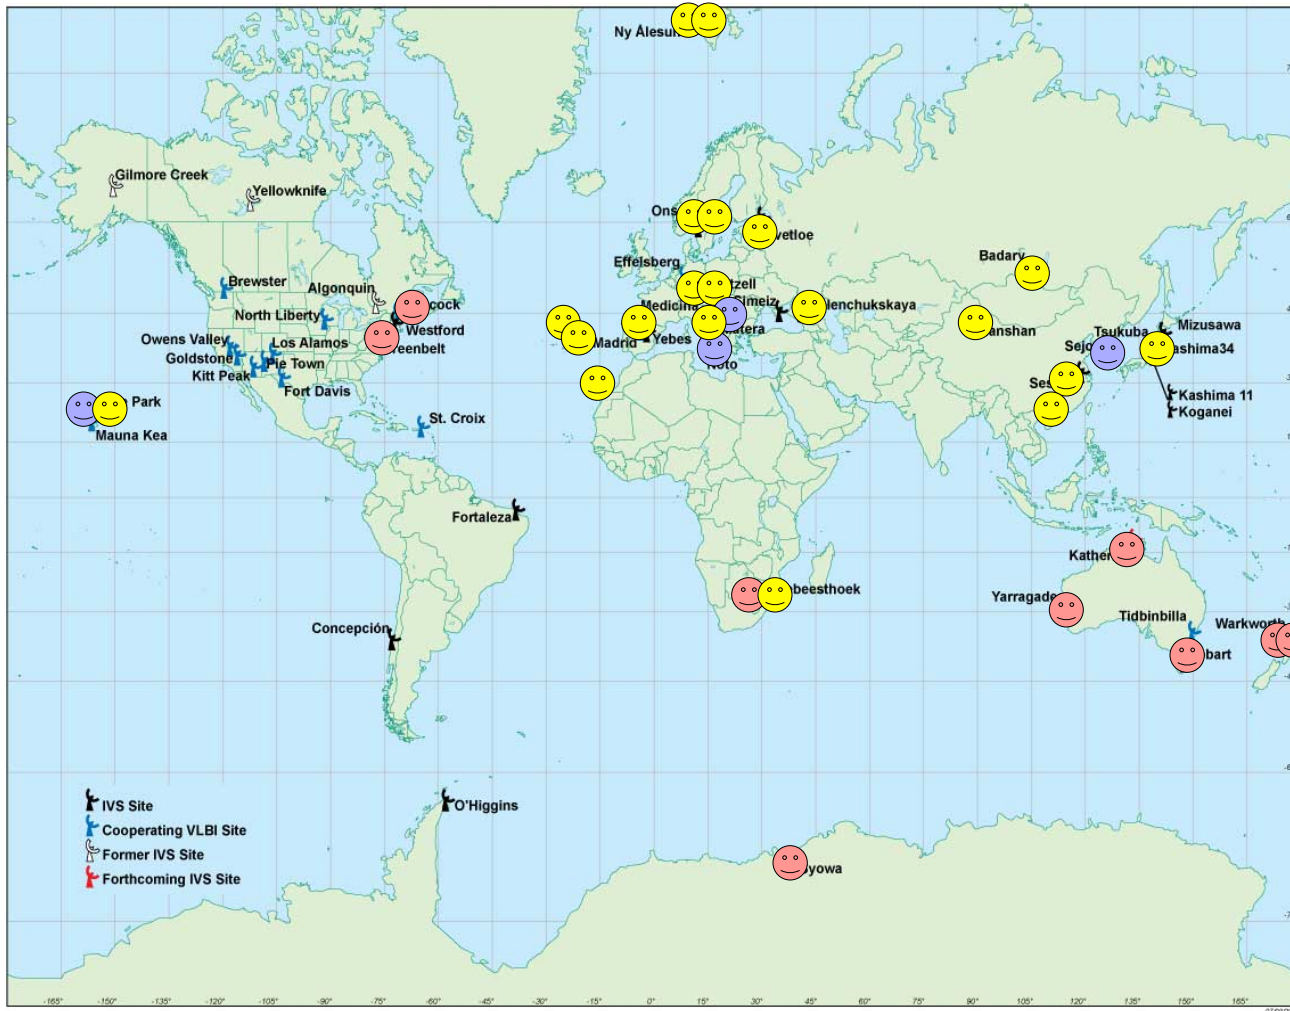 Ny Ålesun
Gilmore Creek
Yellowknife
Ons
vetloe
Effelsberg
Badary
Brewster
Algonquin
cock
tzell
Simeiz
lenchukskaya
North Liberty
Medicina
Westford
Owens Valley
Los Alamos
reenbelt
Madrid
Yebes
atera
anshan
Tsukuba
Mizusawa
Goldstone
Pie Town
Noto
Sejo
ashima34
Kitt Peak
Fort Davis
Ses
Kashima 11
Park
Koganei
Mauna Kea
St. Croix
Fortaleza
Kather
beesthoek
Yarragade
Tidbinbilla
Warkworth
Concepción
bart
IVS Site
O'Higgins
Cooperating VLBI Site
Former IVS Site
Forthcoming IVS Site
yowa
-165° -150° -135° -120° -105° -90° -75° -60° -45° -30° -15° 0° 15° 30° 45° 60° 75° 90° 105° 120° 135° 150° 165°